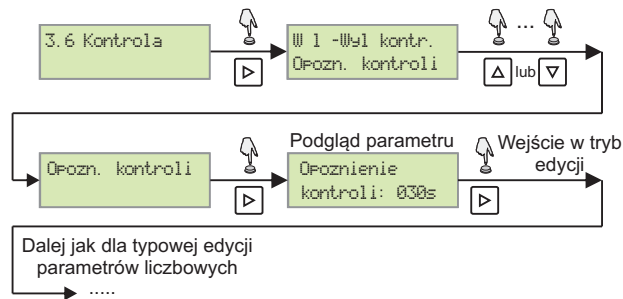 3.6 Kontrola
W 1 -Wyl kontr.
Opozn. kontroli
...
lub
Opozn. kontroli
Podgląd parametru
Opoznienie
kontroli: 030s
Wejście w tryb
edycji
Dalej jak dla typowej edycji
parametrów liczbowych
.....